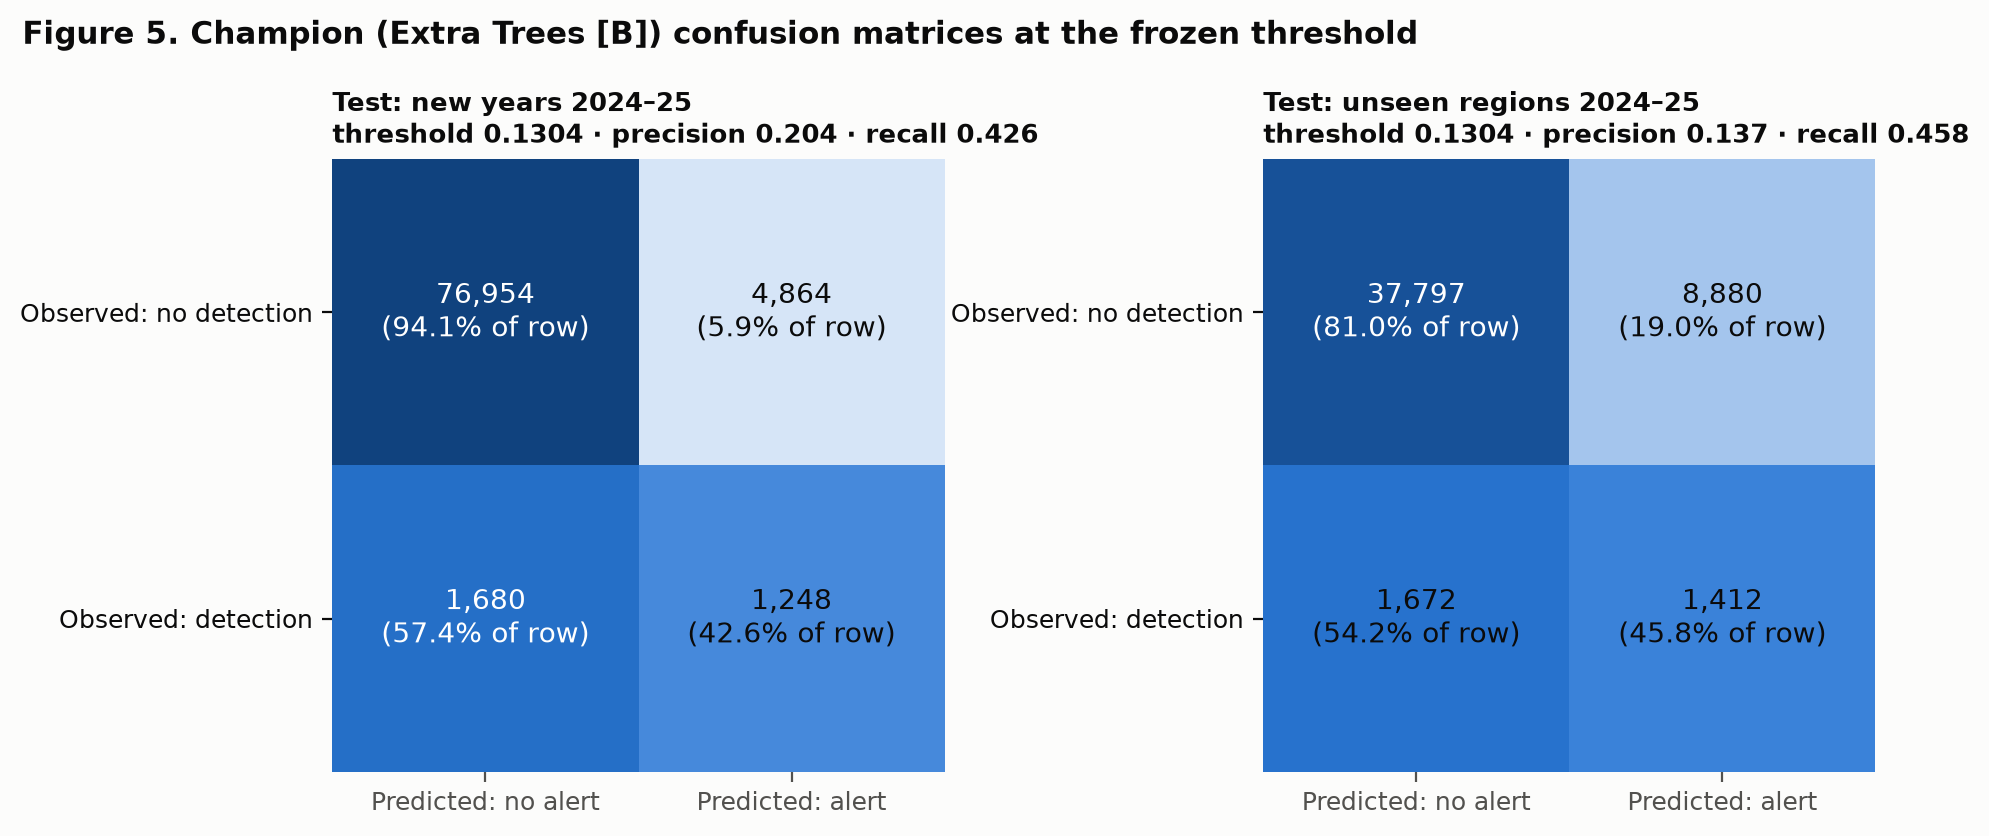 Figure 5. Champion (Extra Trees [B]) confusion matrices at the frozen threshold
Test: new years 2024–25
threshold 0.1304 · precision 0.204 · recall 0.426
Observed: no detection
76,954
(94.1% of row)
4,864
(5.9% of row)
Observed: detection
1,680
(57.4% of row)
1,248
(42.6% of row)
Predicted: no alert
Predicted: alert
Test: unseen regions 2024–25
threshold 0.1304 · precision 0.137 · recall 0.458
Observed: no detection
37,797
(81.0% of row)
8,880
(19.0% of row)
Observed: detection
1,672
(54.2% of row)
1,412
(45.8% of row)
Predicted: no alert
Predicted: alert